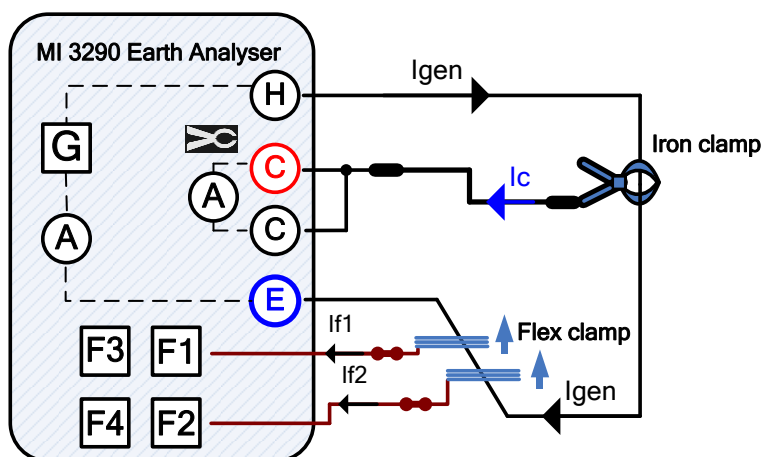 MI 3290 Earth Analyser
H
Igen
G
C
Iron clamp
A
Ic
C
A
E
If1
Flex clamp
F3
F1
If2
Igen
F4
F2